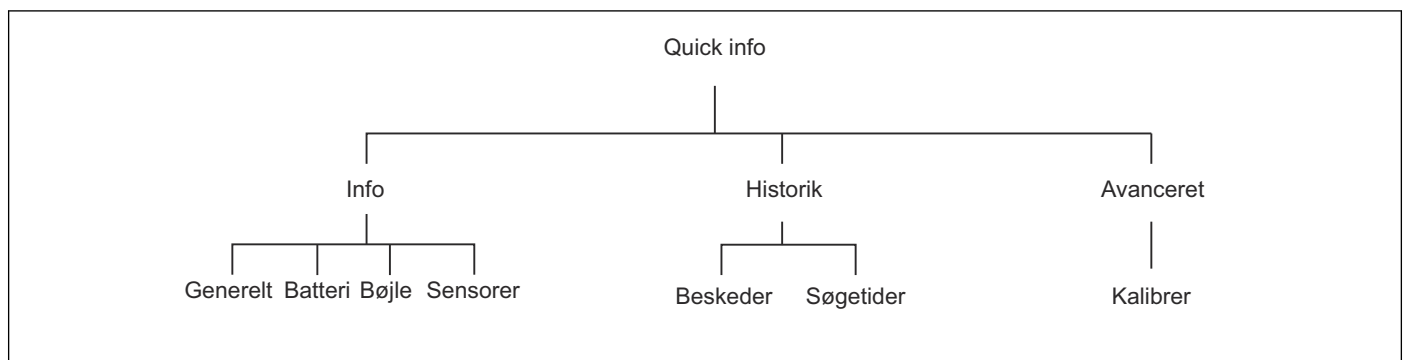 Quick info
Info Historik Avanceret
Generelt Batteri Bøjle Sensorer
Beskeder Søgetider Kalibrer